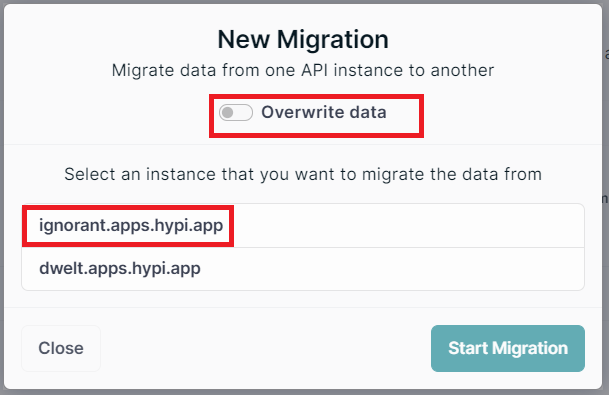 New Migration
Migrate data from one API instance to another
Overwrite data
Select an instance that you want to migrate the data from
ignorant.apps.hypi.app
dwelt.apps.hypi.app
Close
Start Migration